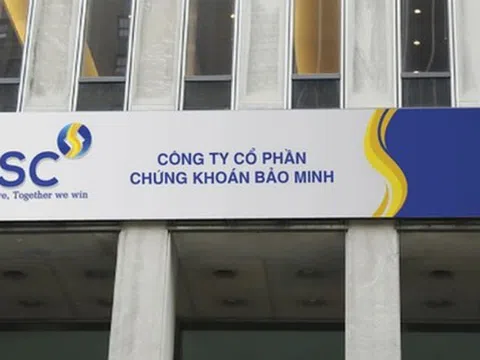 SC
CÔNG TY CỔ PHẦN
CHỨNG KHOÁN BẢO MINH
Together we win